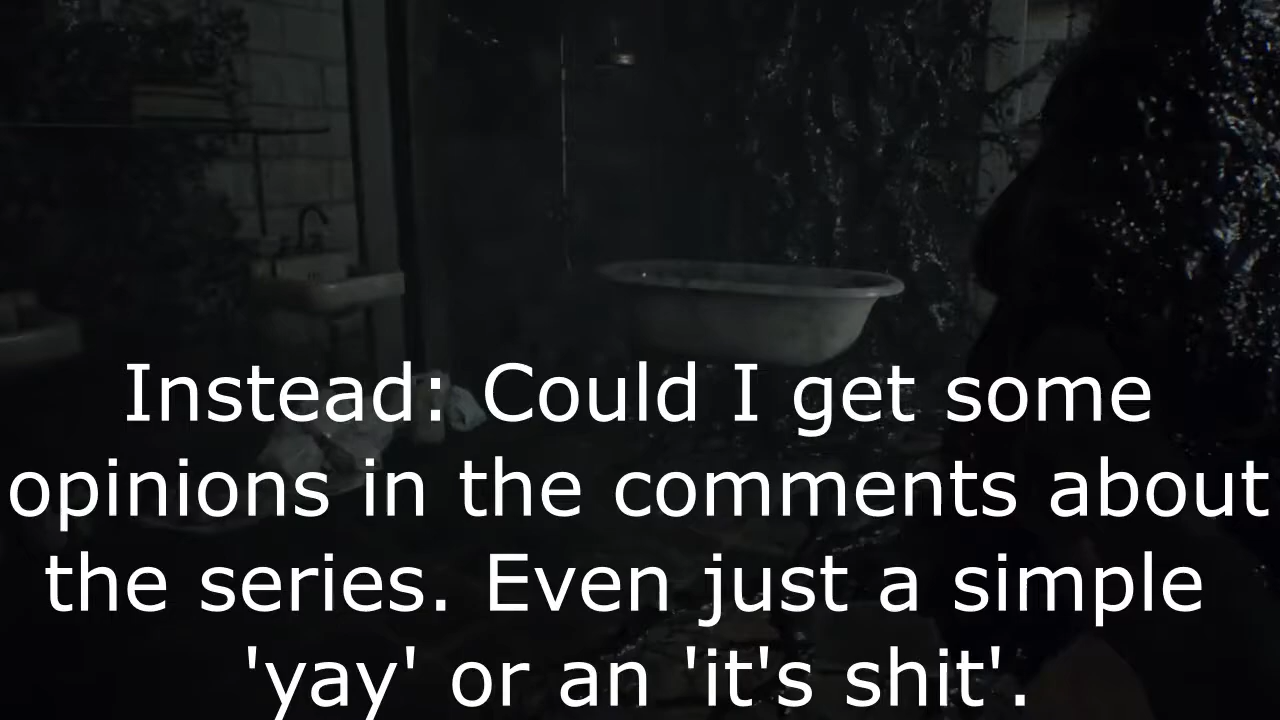 Instead: Could I get some
opinions in the comments about
the series. Even just a simple
'yay' or an 'it's shit'.